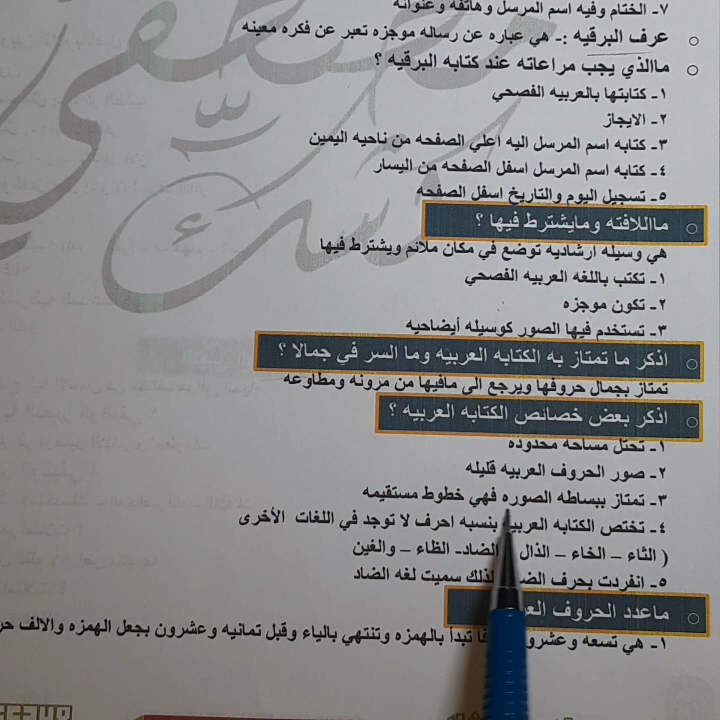 ٧- الختام وفيه اسم المرسل وهاتفه وعنوانه
عرف البرقيه :- هي عباره عن رساله موجزه تعبر عن فكره معينه
ماالذي يجب مراعاته عند كتابه البرقيه ؟
١- كتابتها بالعربيه الفصحي
٢- الايجاز
٣- كتابه اسم المرسل اليه اعلي الصفحه من ناحيه اليمين
٤- كتابه اسم المرسل اسفل الصفحه من اليسار
٥- تسجيل اليوم والتاريخ اسفل الصفحه
مااللافته ومايشترط فيها ؟
هي وسيله ارشاديه توضع في مكان ملائم ويشترط فيها
١- تكتب باللغه العربيه الفصحي
٢- تكون موجزه
٣- تستخدم فيها الصور كوسيله أيضاحيه
اذكر ما تمتاز به الكتابه العربيه وما السر في جمالا ؟
تمتاز بجمال حروفها ويرجع الى مافيها من مرونه ومطاوعه
اذكر بعض خصائص الكتابه العربيه ؟
١- تحتل مساحه محدوده
٢- صور الحروف العربيه قليله
٣- تمتاز ببساطه الصوره فهي خطوط مستقيمه
٤- تختص الكتابه العربيه بنسبه احرف لا توجد في اللغات الأخرى
( الثاء – الخاء – الذال الضاد- الظاء – والغين
٥- انفردت بحرف لذلك سميت لغه الضاد
ماعدد الحروف
١- هي تسعه تبدأ بالهمزه وتنتهي بالياء وقبل تمانيه وعشرون بجعل الهمزه والالف